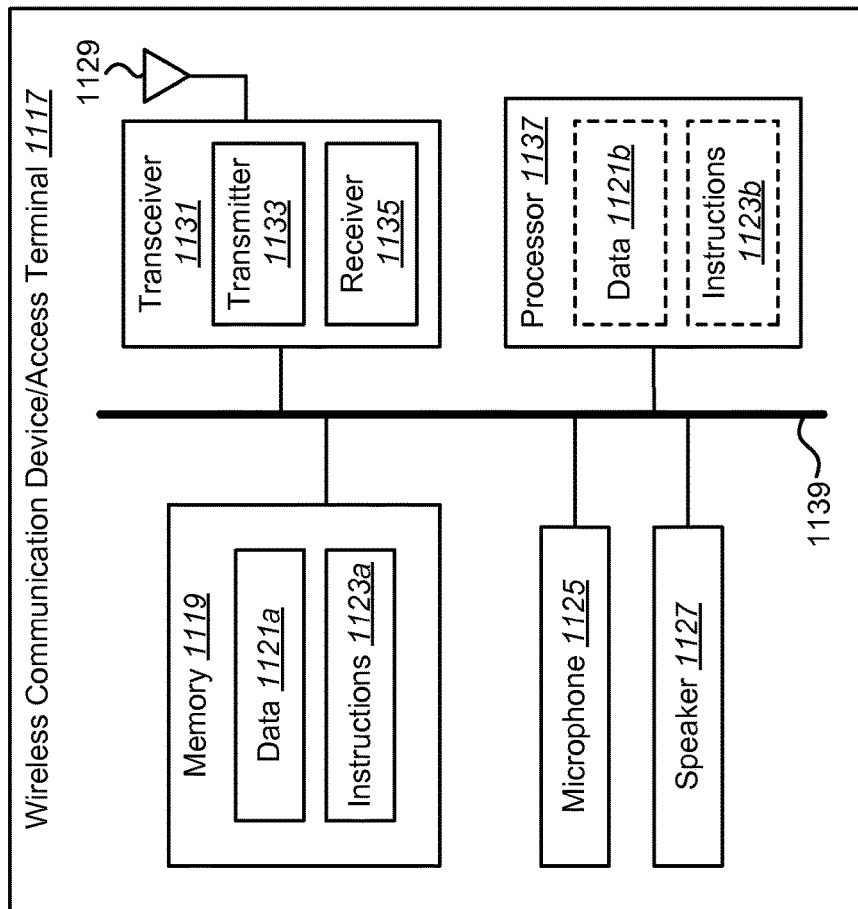 Wireless Communication Device/Access Terminal 1117
Memory 1119
Data 1121a
Instructions 1123a
Microphone 1125
Speaker 1127
1139
Transceiver
1131
Transmitter
1133
Receiver
1135
1129
Processor 1137
Data 1121b
Instructions
1123b